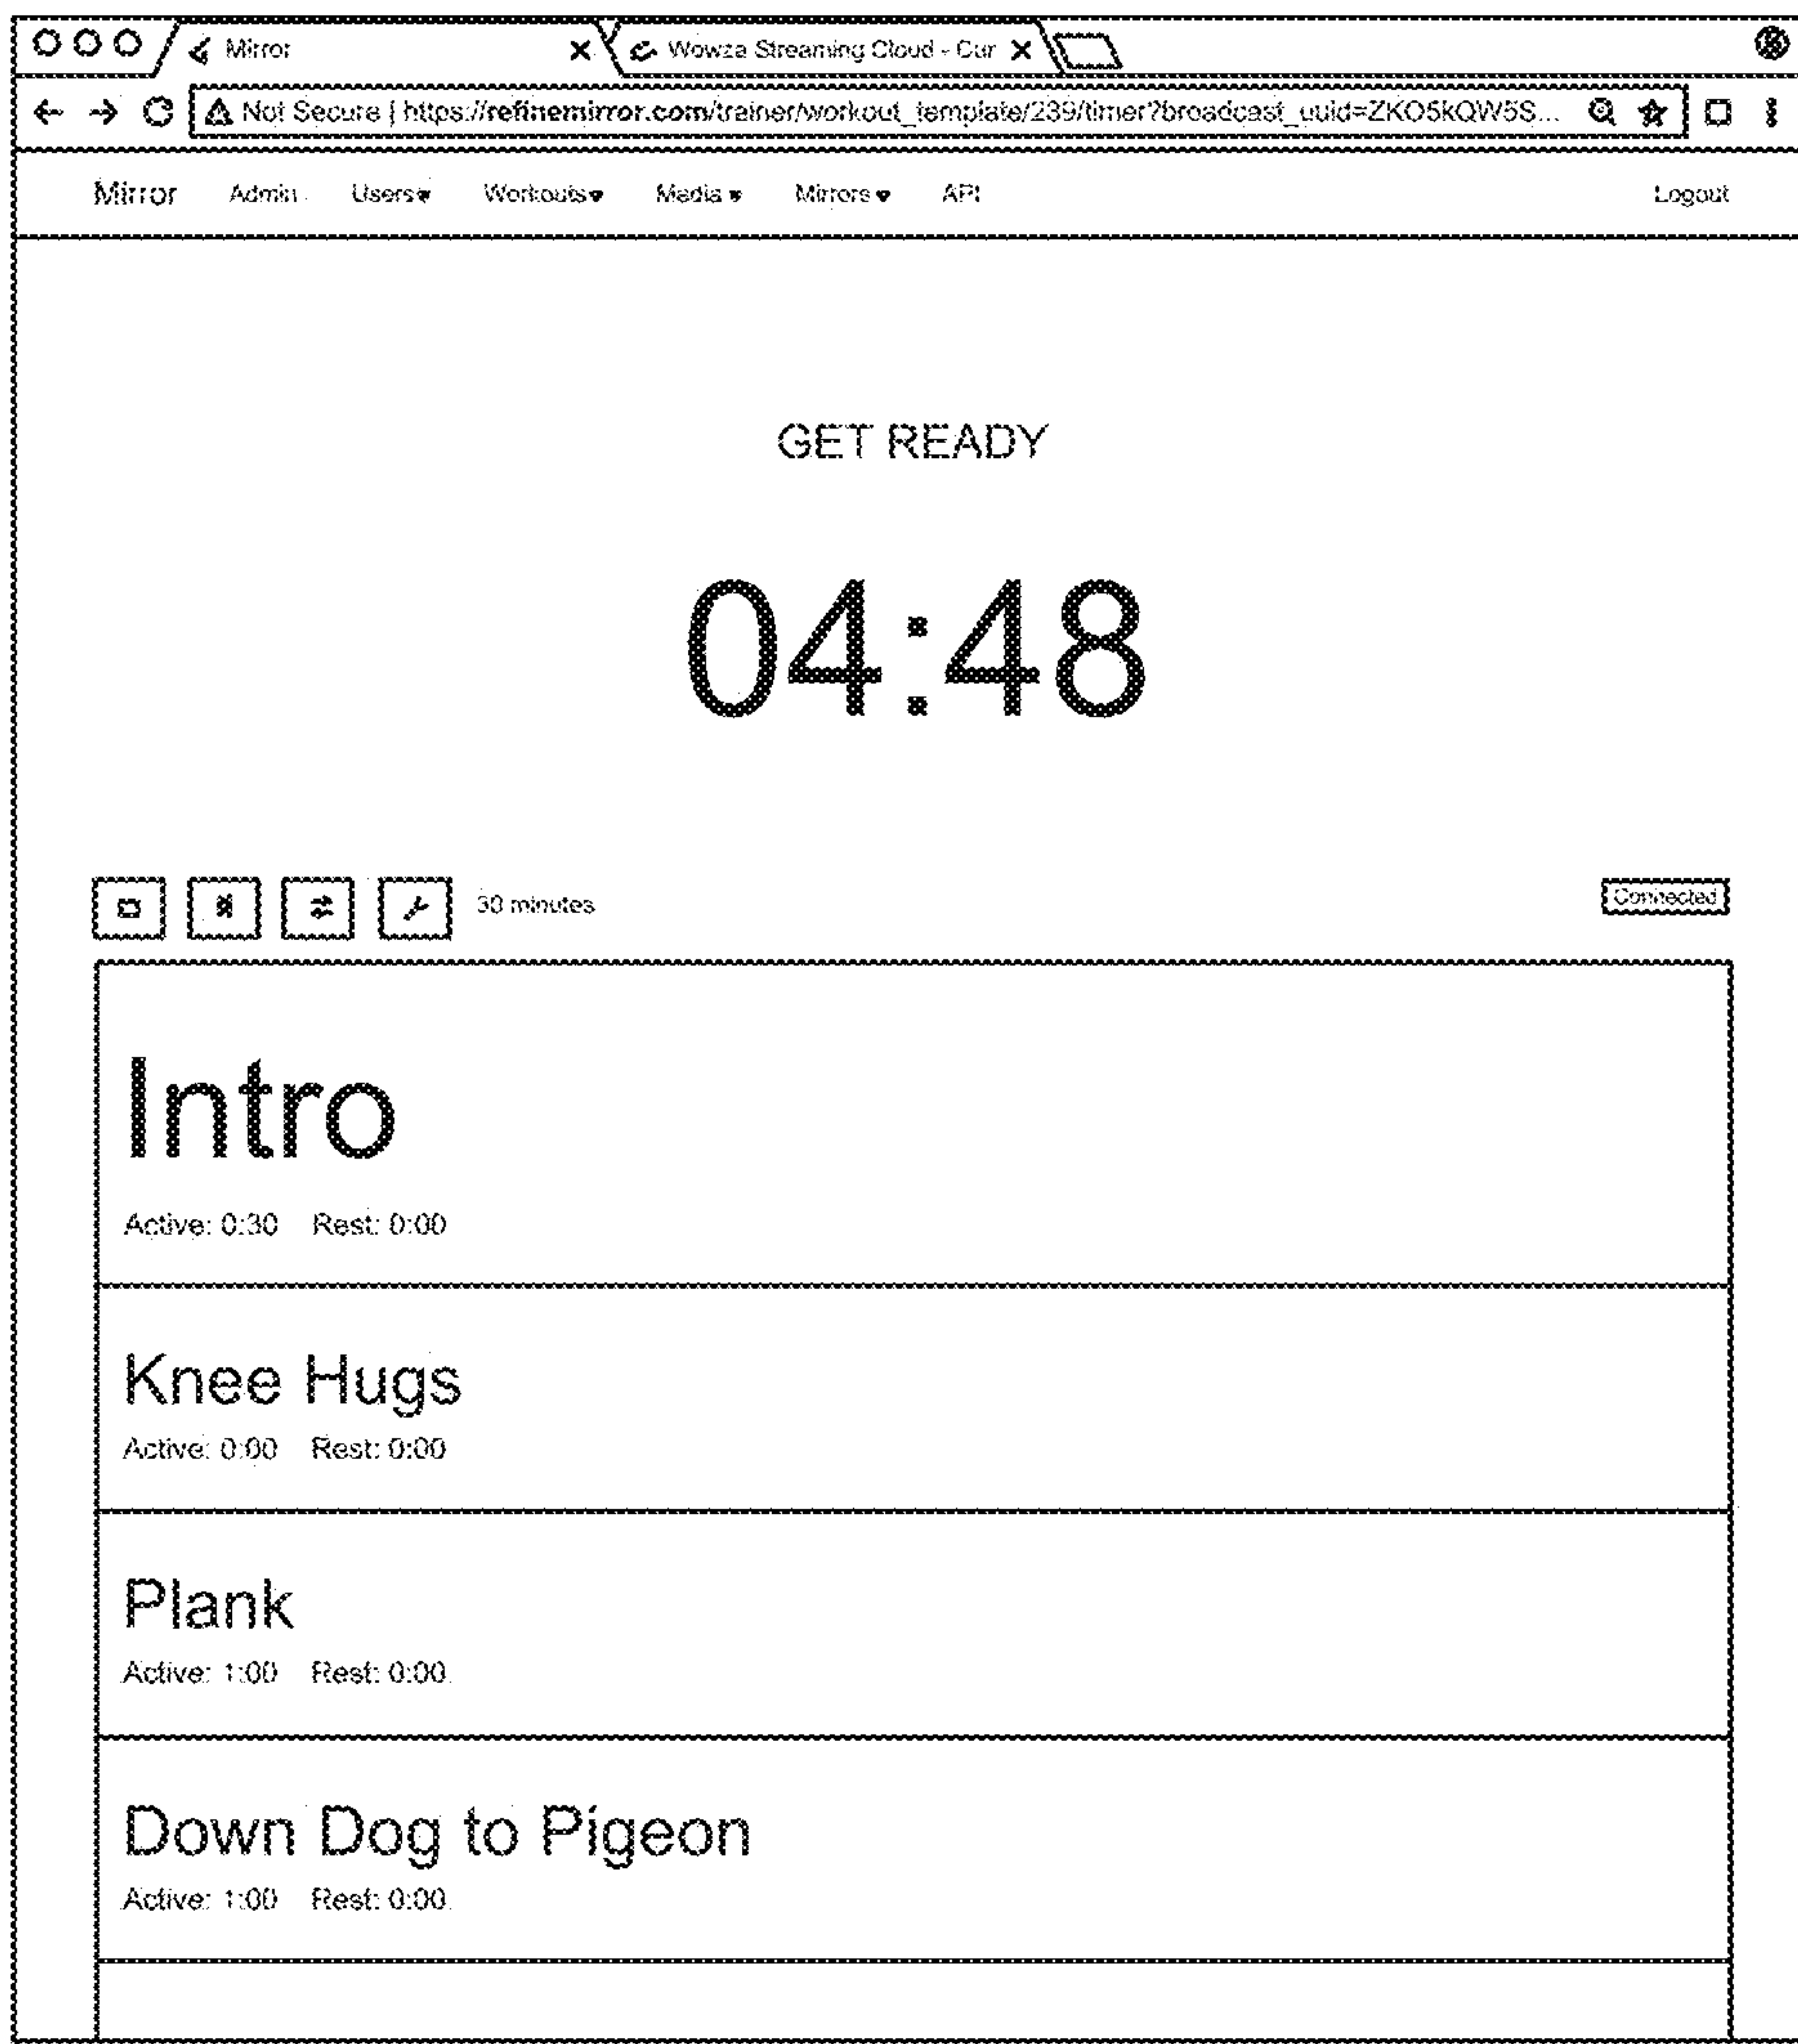 Mirror
Wowza Streaming Cloud - Cur
Not Secure | https://refinemirror.com/trainer/workout_template/239/timer?broadcast_uuid=ZKO5kQW5S...
Mirror Admin Users Workouts Media Mirrors API Logout
GET READY
04:48
30 minutes
Connected
Intro
Active: 0:30 Rest: 0:00
Knee Hugs
Active: 0:00 Rest: 0:00
Plank
Active: 1:00 Rest: 0:00
Down Dog to Pigeon
Active: 1:00 Rest: 0:00